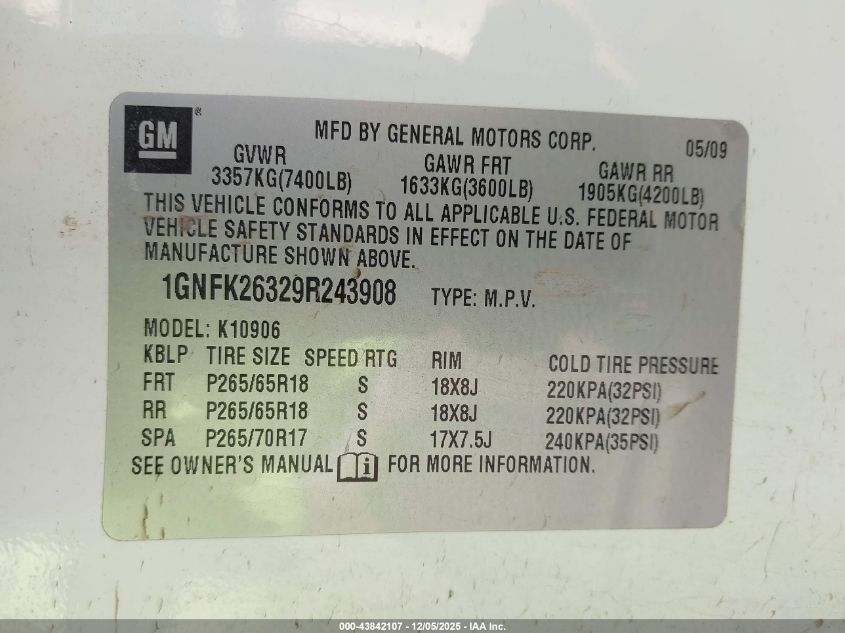 GM ®
MFD BY GENERAL MOTORS CORP. 05/09
GVWR GAWR FRT GAWR RR
3357KG(7400LB) 1633KG(3600LB) 1905KG(4200LB)
THIS VEHICLE CONFORMS TO ALL APPLICABLE U.S. FEDERAL MOTOR
VEHICLE SAFETY STANDARDS IN EFFECT ON THE DATE OF
MANUFACTURE SHOWN ABOVE.
1GNFK26329R243908 TYPE: M.P.V.
MODEL: K10906
KBLP TIRE SIZE SPEED RTG RIM COLD TIRE PRESSURE
FRT P265/65R18 S 18X8J 220KPA(32PSI)
RR P265/65R18 S 18X8J 220KPA(32PSI)
SPA P265/70R17 S 17X7.5J 240KPA(35PSI)
SEE OWNER'S MANUAL i FOR MORE INFORMATION.
000-43842107 - 12/05/2025 - IAA Inc.